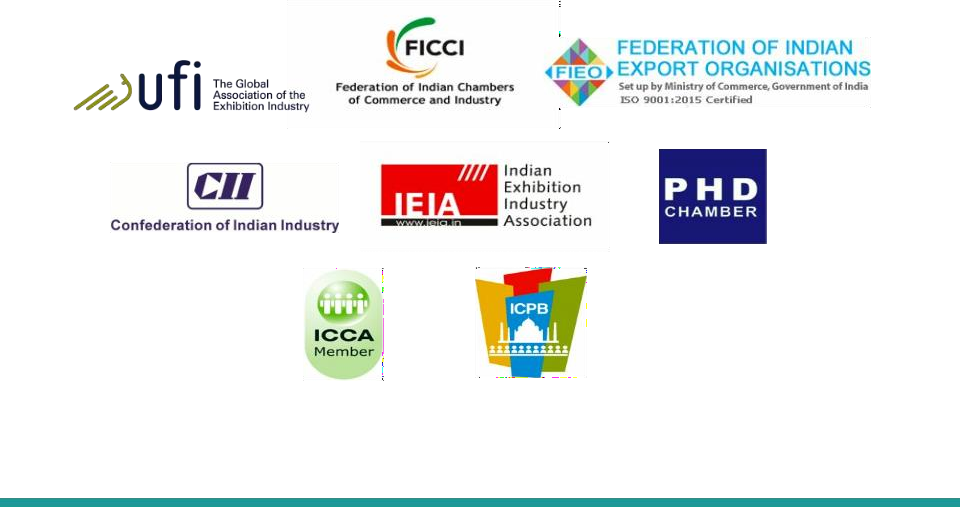 ufi
The Global
Association of the
Exhibition Industry
FICCI
Federation of Indian Chambers
of Commerce and Industry
FIEO
FEDERATION OF INDIAN
EXPORT ORGANISATIONS
Set up by Ministry of Commerce, Government of India
ISO 9001:2015 Certified
CII
Confederation of Indian Industry
IEIA
www.ieia.in
Indian
Exhibition
Industry
Association
PHD
CHAMBER
ICCA
Member
ICPB